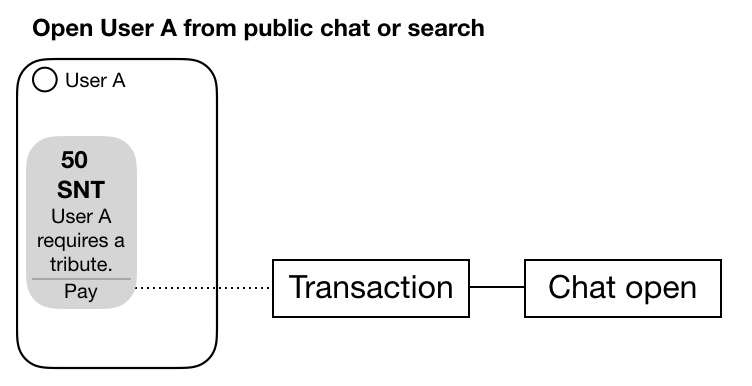 Open User A from public chat or search
User A
50
SNT
User A
requires a
tribute.
Pay
Transaction
Chat open